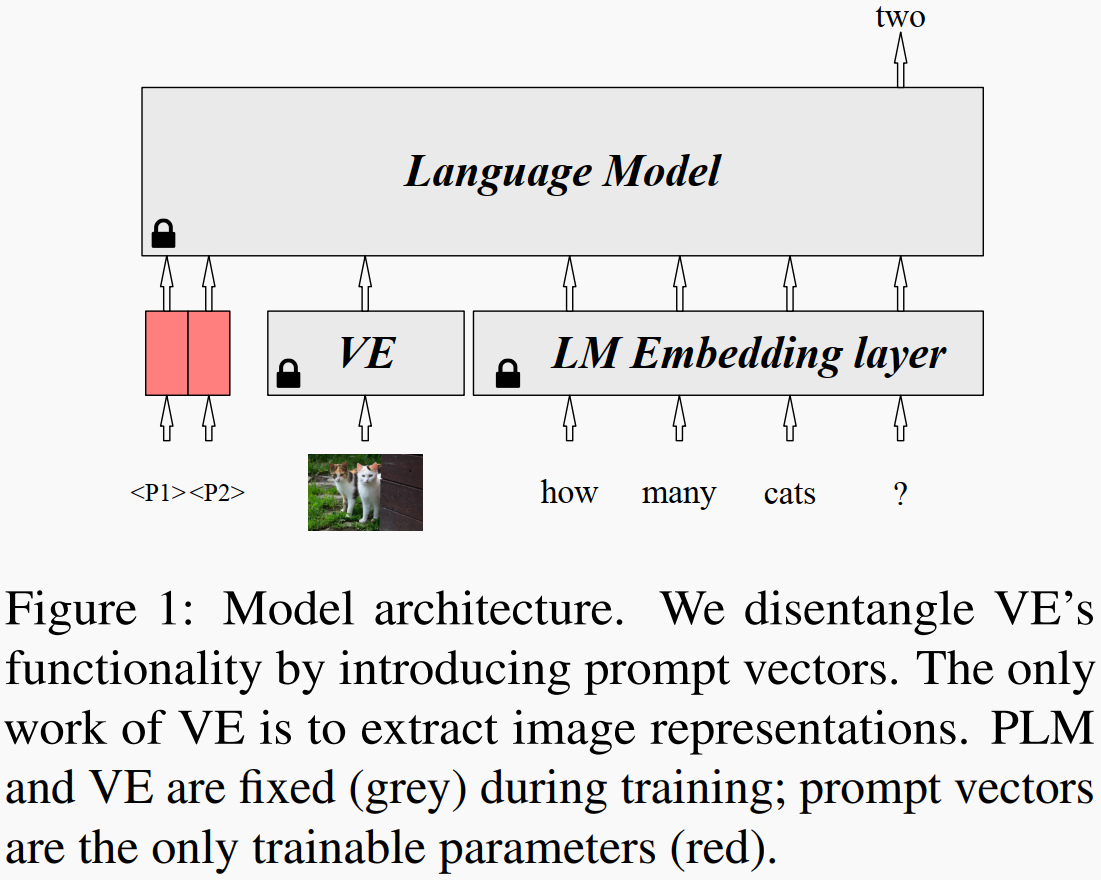 two
Language Model
VE
LM Embedding layer
<P1> <P2>
how many cats ?
Figure 1: Model architecture. We disentangle VE’s
functionality by introducing prompt vectors. The only
work of VE is to extract image representations. PLM
and VE are fixed (grey) during training; prompt vectors
are the only trainable parameters (red).